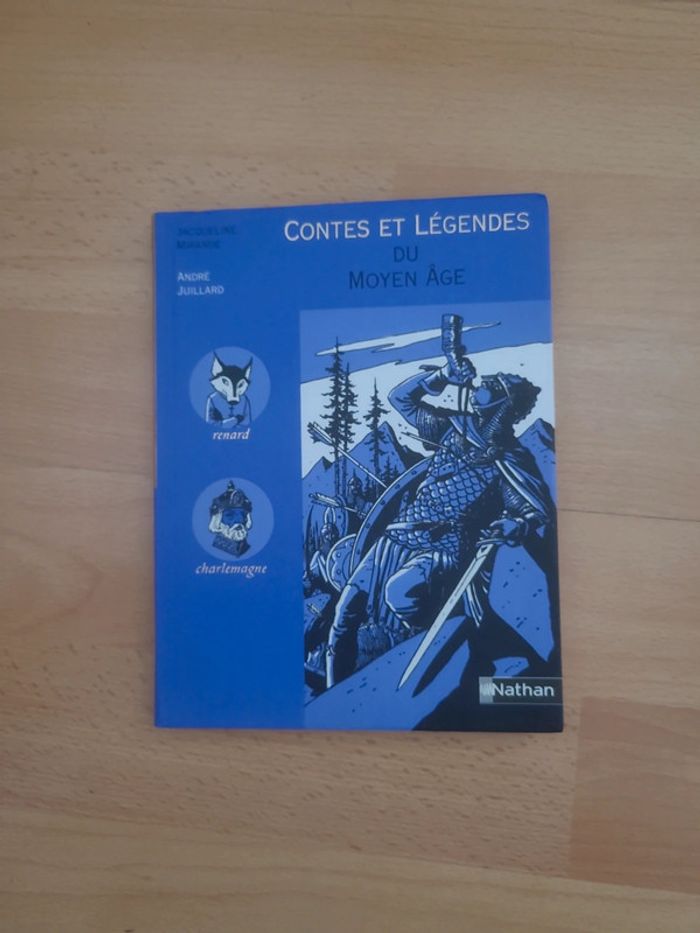 JACQUELINE
MIRANDE
ANDRÉ
JUILLARD
CONTES ET LÉGENDES
DU
MOYEN ÂGE
renard
charlemagne
Nathan